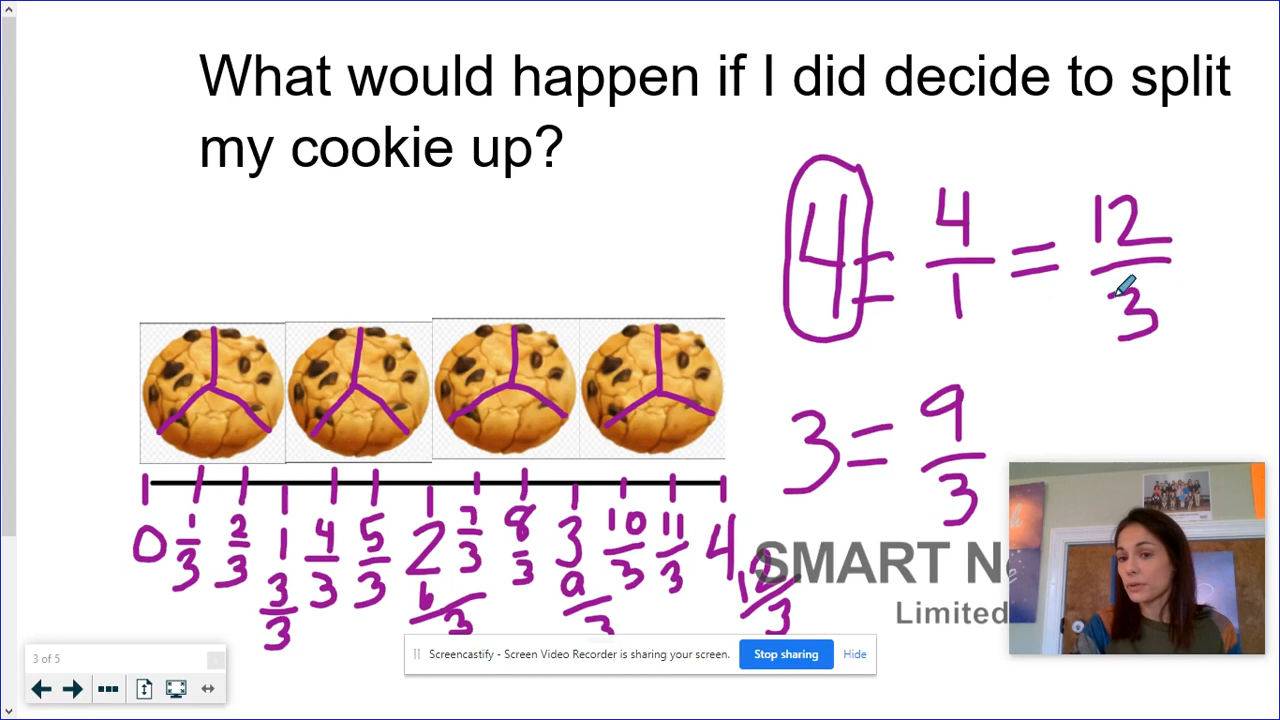 What would happen if I did decide to split
my cookie up?
4 = 4/1 = 12/3
3 = 9/3
0 1/3 2/3 1 4/3 5/3 2 7/3 8/3 3 10/3 11/3 4
3/3 6/3 9/3 12/3
SMART N
Limited
3 of 5
Screencastify - Screen Video Recorder is sharing your screen.
Stop sharing
Hide